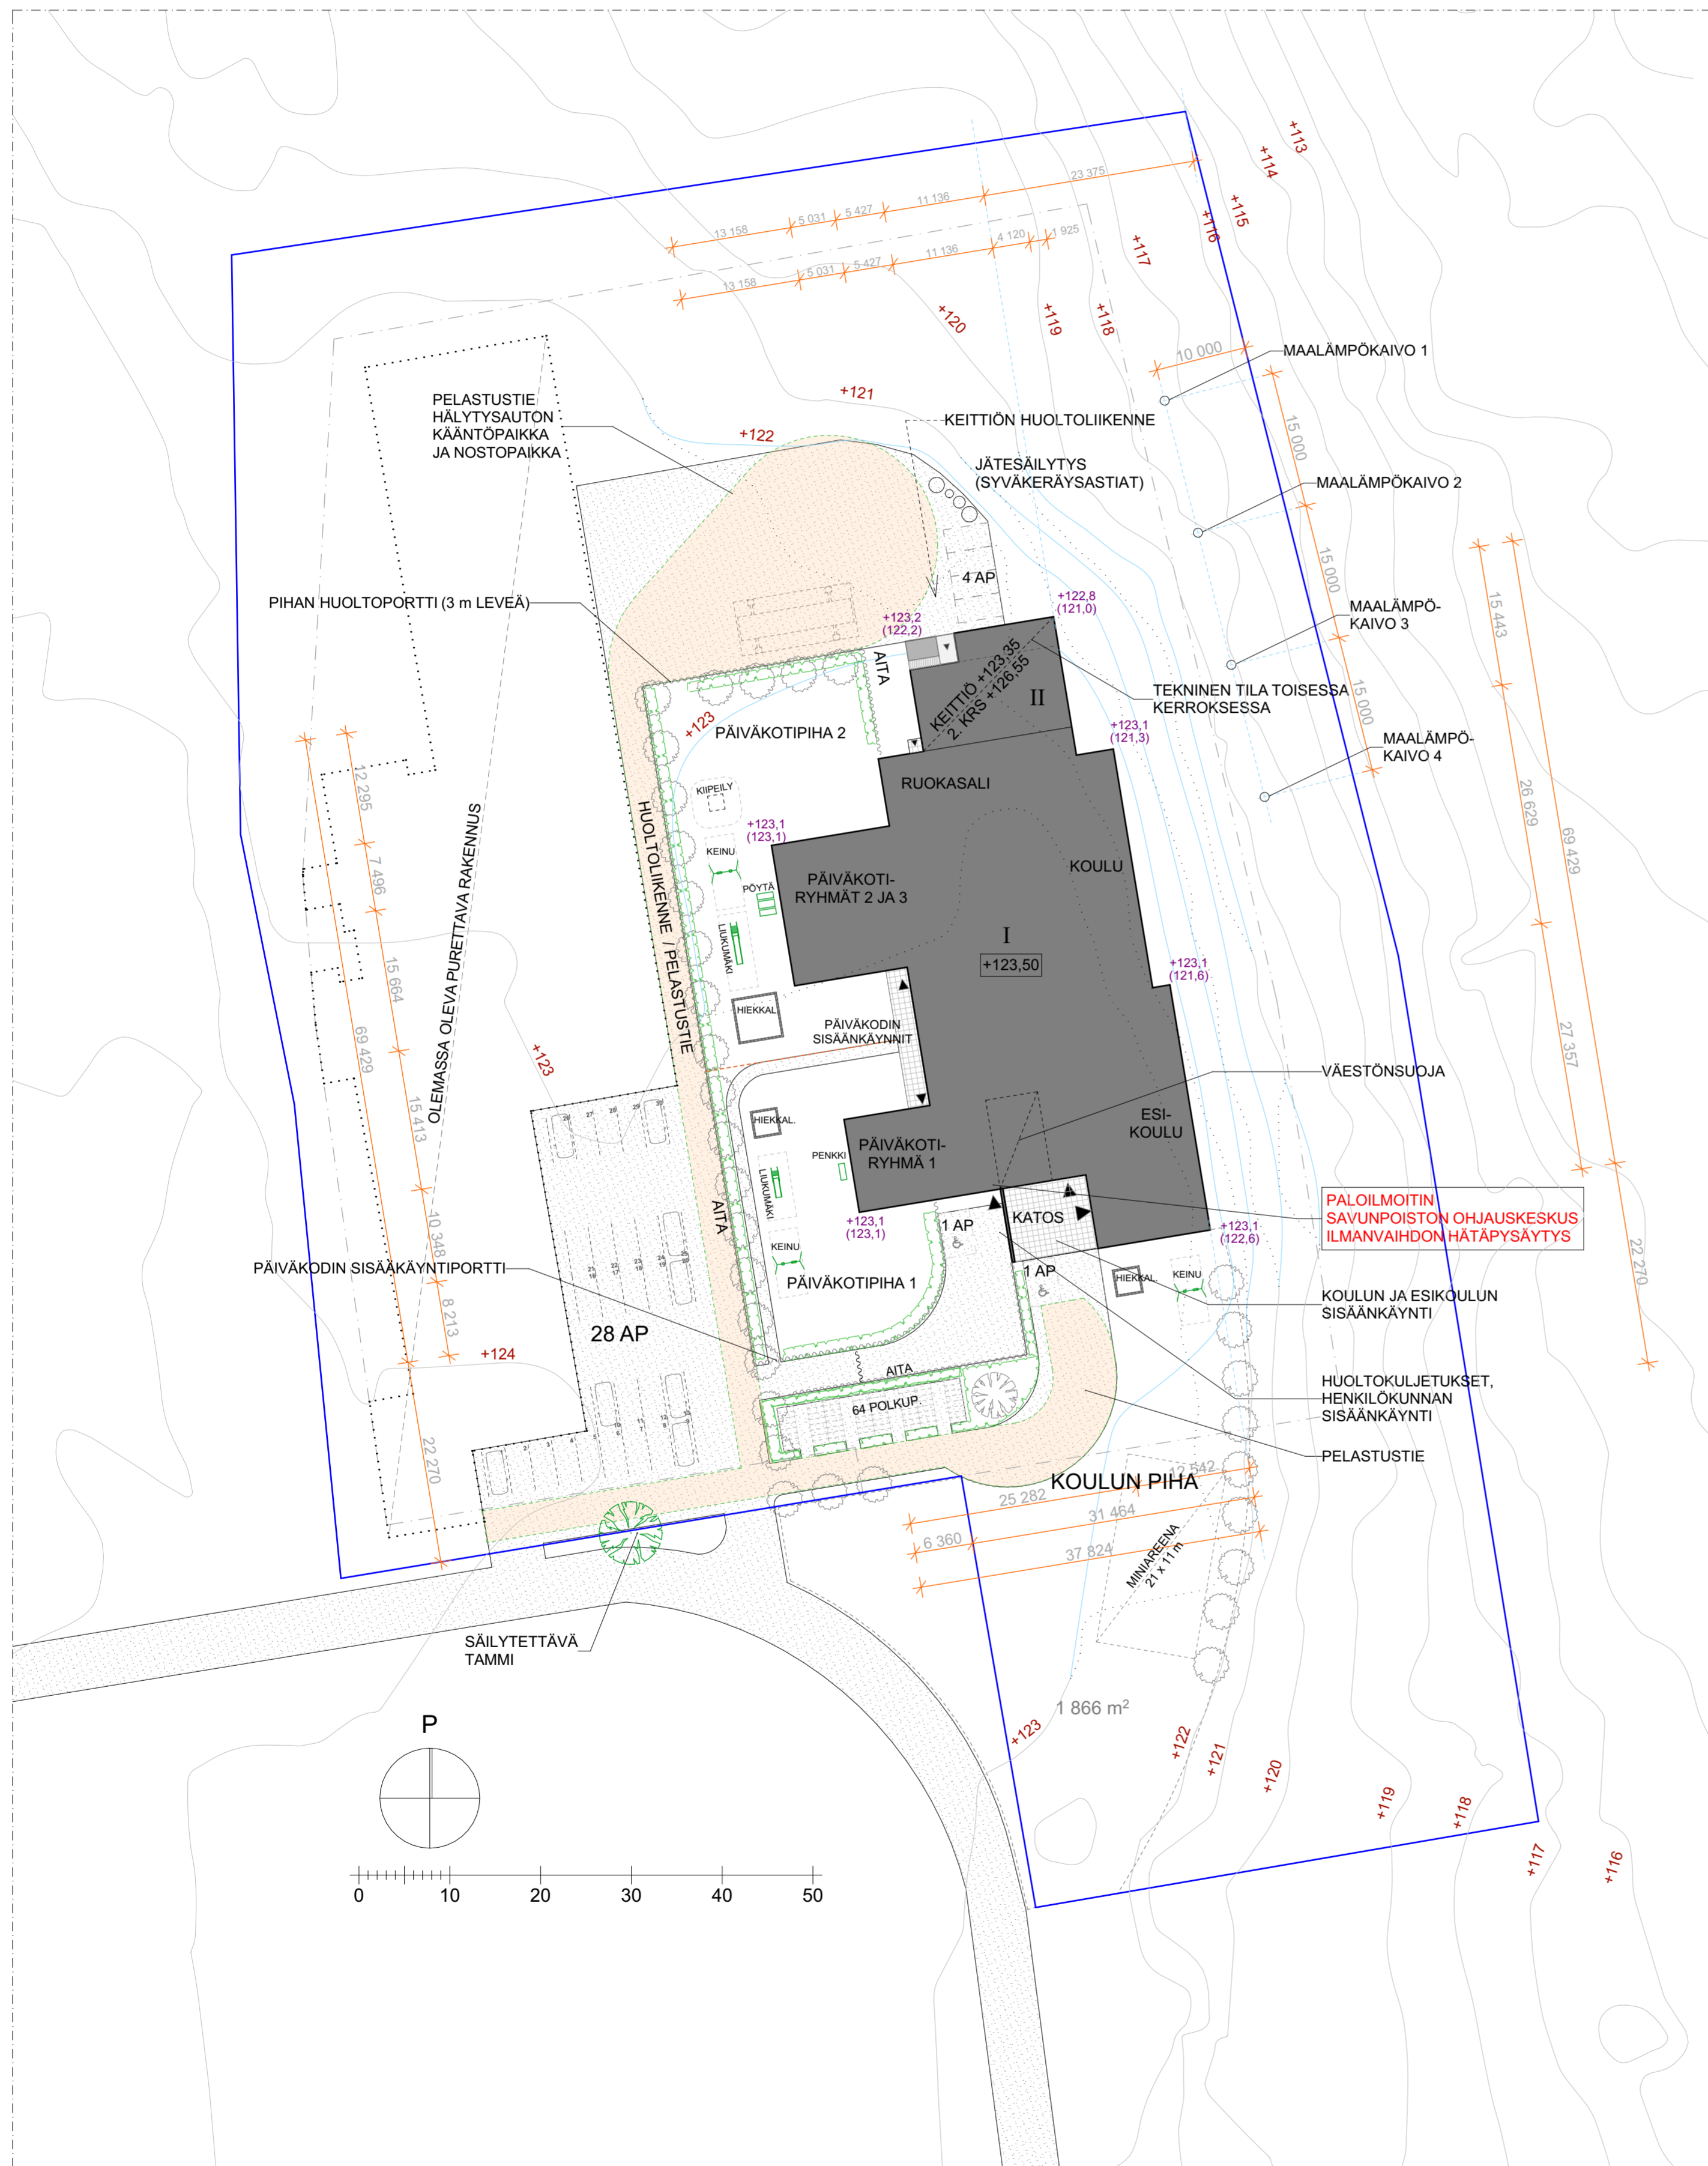 +113
+114
+115
+116
+117
23 375
11 136
5 427
5 031
13 158
1 925
4 120
11 136
5 427
5 031
13 158
+120
+119
+118
10 000
MAALÄMPÖKAIVO 1
15 000
PELASTUSTIE
HÄLYTYSAUTON
KÄÄNTÖPAIKKA
JA NOSTOPAIKKA
+121
+122
KEITTIÖN HUOLTOLIIKENNE
JÄTESÄILYTYS
(SYVÄKERÄYSASTIAT)
MAALÄMPÖKAIVO 2
15 000
15 443
4 AP
PIHAN HUOLTOPORTTI (3 m LEVEÄ)
+123,2
(122,2)
+122,8
(121,0)
MAALÄMPÖ-
KAIVO 3
15 000
AITA
KEITTIÖ +123,35
2. KRS +126,55
II
TEKNINEN TILA TOISESSA
KERROKSESSA
+123
PÄIVÄKOTIPIHA 2
+123,1
(121,3)
MAALÄMPÖ-
KAIVO 4
RUOKASALI
12 295
KIIPEILY
+123,1
(123,1)
KEINU
HUOLTOLIIKENNE / PELASTUSTIE
OLEMASSA OLEVA PURETTAVA RAKENNUS
26 629
69 429
7 496
PÖYTÄ
PÄIVÄKOTI-
RYHMÄT 2 JA 3
KOULU
LIUKUMÄKI
I
+123,50
+123,1
(121,6)
15 664
HIEKKAL.
PÄIVÄKODIN
SISÄÄNKÄYNNIT
69 429
+123
27 357
VÄESTÖNSUOJA
15 413
26
27
28
29
30
HIEKKAL.
ESI-
KOULU
PÄIVÄKOTI-
RYHMÄ 1
PENKKI
LIUKUMÄKI
AITA
PALOILMOITIN
SAVUNPOISTON OHJAUSKESKUS
ILMANVAIHDON HÄTÄPYSÄYTYS
10 348
+123,1
(123,1)
1 AP
KATOS
+123,1
(122,6)
22 270
KEINU
PÄIVÄKODIN SISÄÄKÄYNTIPORTTI
PÄIVÄKOTIPIHA 1
1 AP
HIEKKAL.
KEINU
KOULUN JA ESIKOULUN
SISÄÄNKÄYNTI
8 213
28 AP
+124
AITA
64 POLKUP.
HUOLTOKULJETUKSET,
HENKILÖKUNNAN
SISÄÄNKÄYNTI
22 270
1
2
3
4
5
PELASTUSTIE
KOULUN PIHA
12 542
25 282
31 464
6 360
37 824
MINIAREENA
21 x 11 m
SÄILYTETTÄVÄ
TAMMI
1 866 m²
P
+123
+122
+121
+120
+119
+118
+117
+116
0
10
20
30
40
50